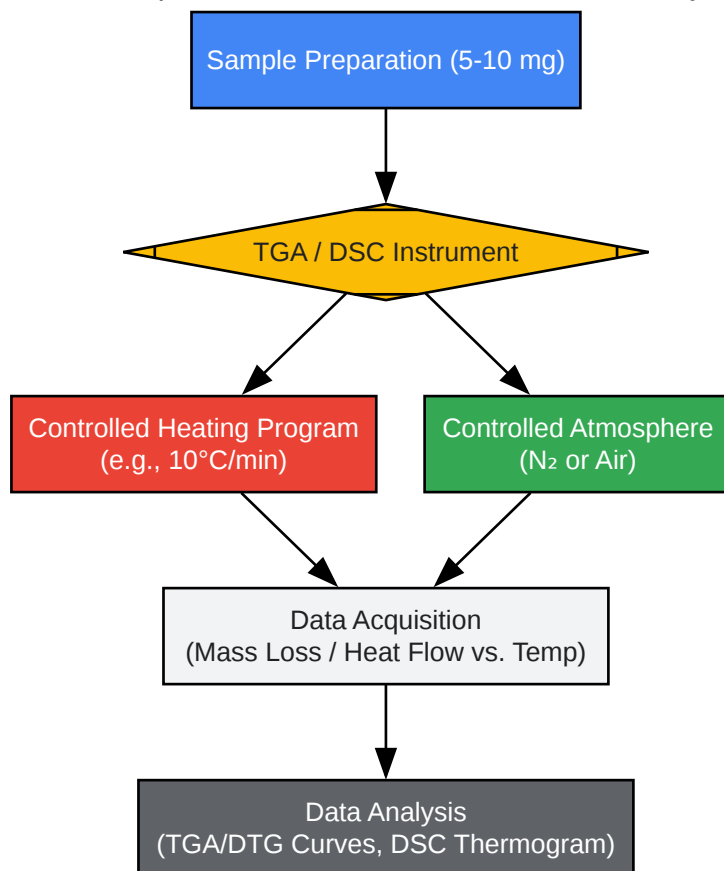 Sample Preparation (5-10 mg)
TGA / DSC Instrument
Controlled Heating Program
(e.g., 10°C/min)
Controlled Atmosphere
(N₂ or Air)
Data Acquisition
(Mass Loss / Heat Flow vs. Temp)
Data Analysis
(TGA/DTG Curves, DSC Thermogram)